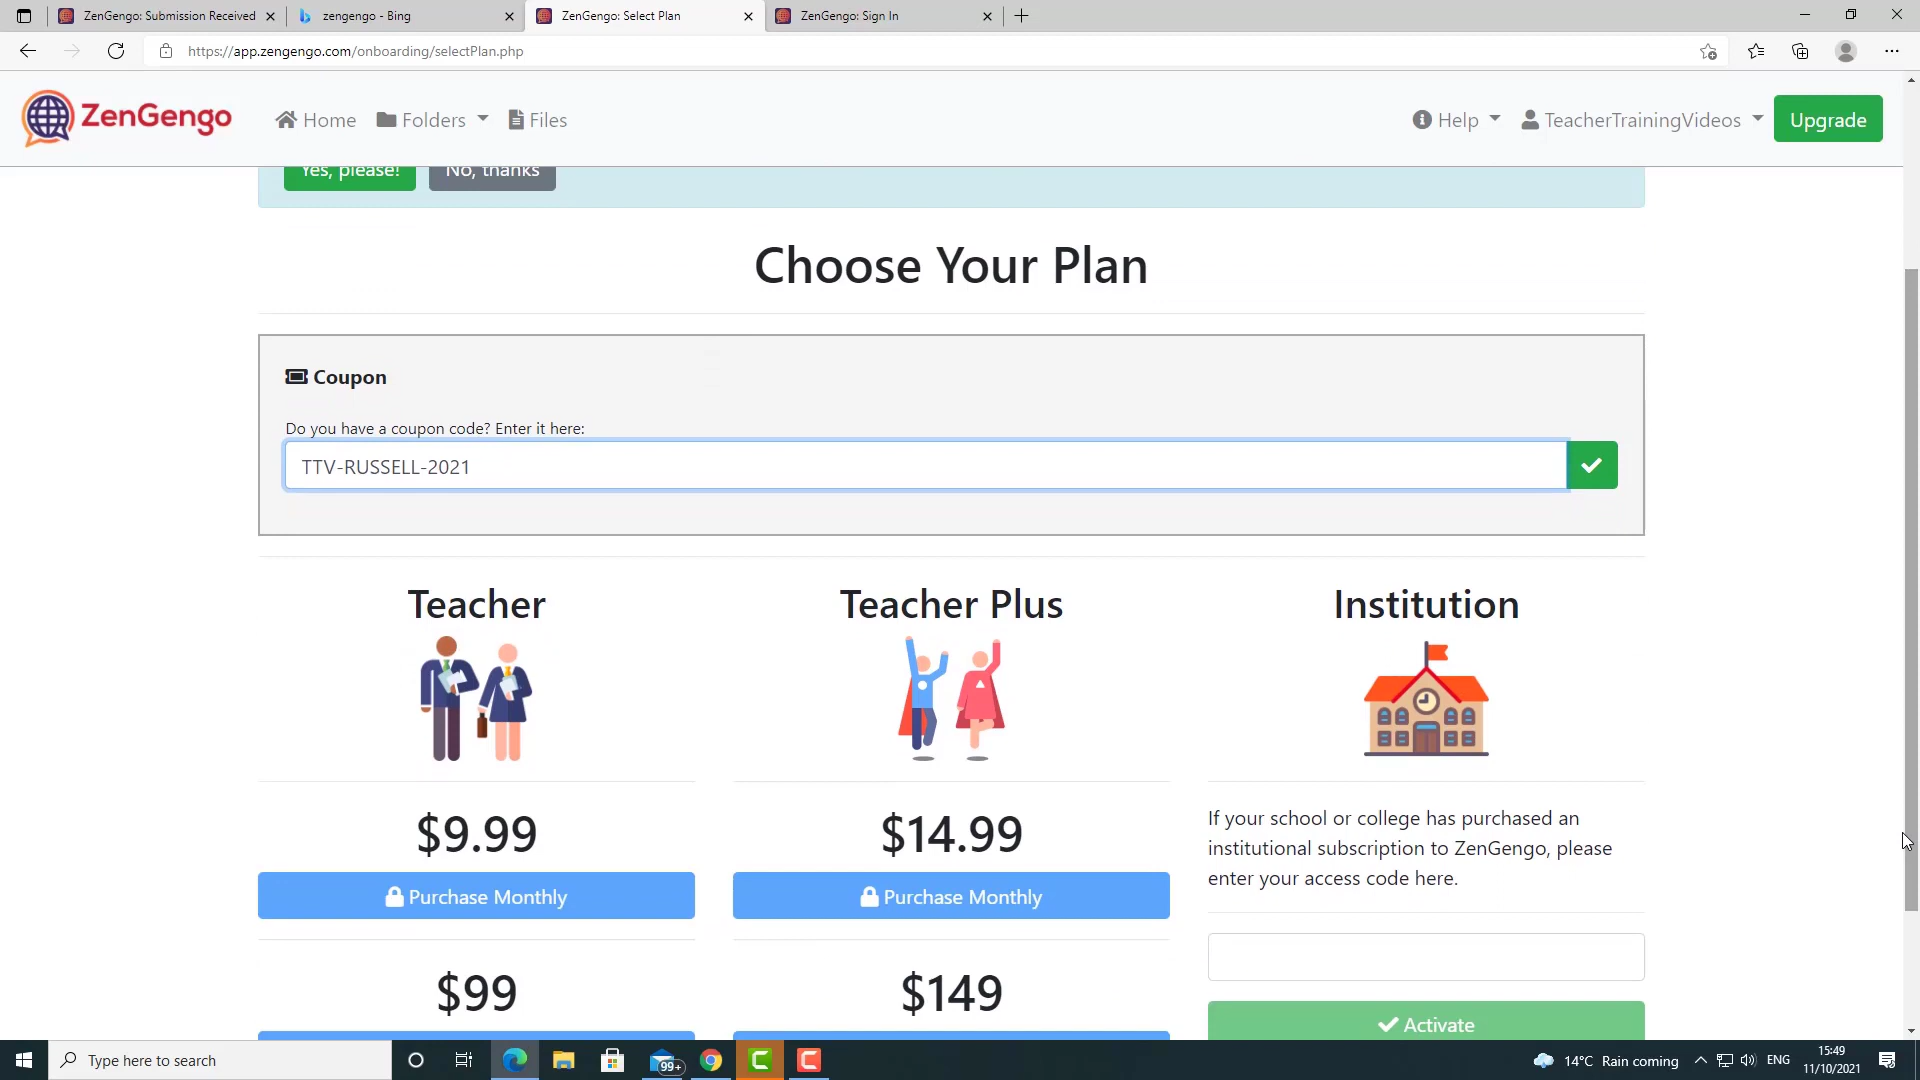 ZenGengo: Submission Received
zengengo - Bing
ZenGengo: Select Plan
ZenGengo: Sign In
https://app.zengengo.com/onboarding/selectPlan.php
ZenGengo
Home
Folders
Files
Help
TeacherTrainingVideos
Upgrade
Yes, please!
No, thanks
Choose Your Plan
Coupon
Do you have a coupon code? Enter it here:
TTV-RUSSELL-2021
Teacher
Teacher Plus
Institution
$9.99
$14.99
If your school or college has purchased an
institutional subscription to ZenGengo, please
enter your access code here.
Purchase Monthly
Purchase Monthly
$99
$149
Activate
Type here to search
99+
14°C Rain coming
ENG
15:49
11/10/2021